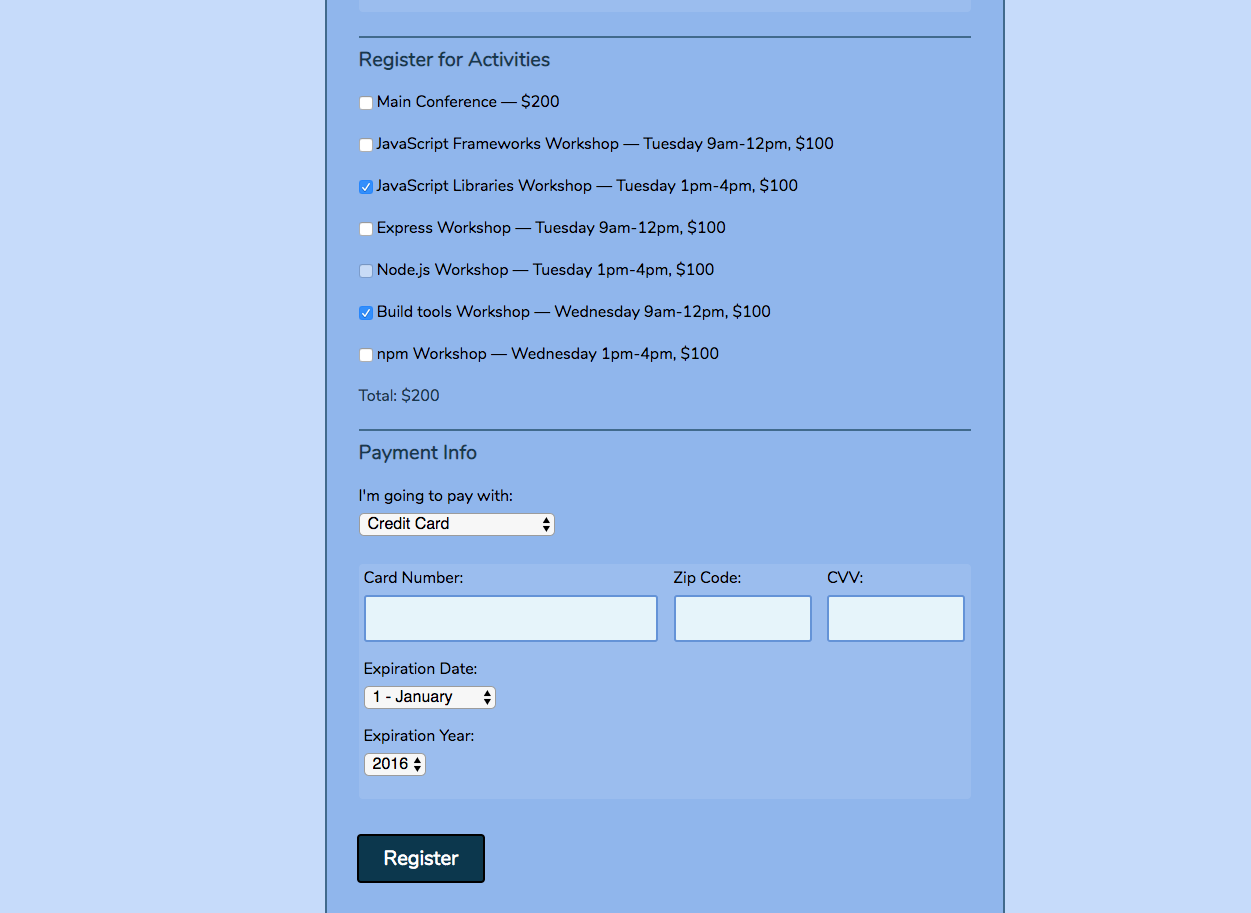 Register for Activities
Main Conference — $200
JavaScript Frameworks Workshop — Tuesday 9am-12pm, $100
JavaScript Libraries Workshop — Tuesday 1pm-4pm, $100
Express Workshop — Tuesday 9am-12pm, $100
Node.js Workshop — Tuesday 1pm-4pm, $100
Build tools Workshop — Wednesday 9am-12pm, $100
npm Workshop — Wednesday 1pm-4pm, $100
Total: $200
Payment Info
I'm going to pay with:
Credit Card
Card Number: Zip Code: CVV:
Expiration Date:
1 - January
Expiration Year:
2016
Register